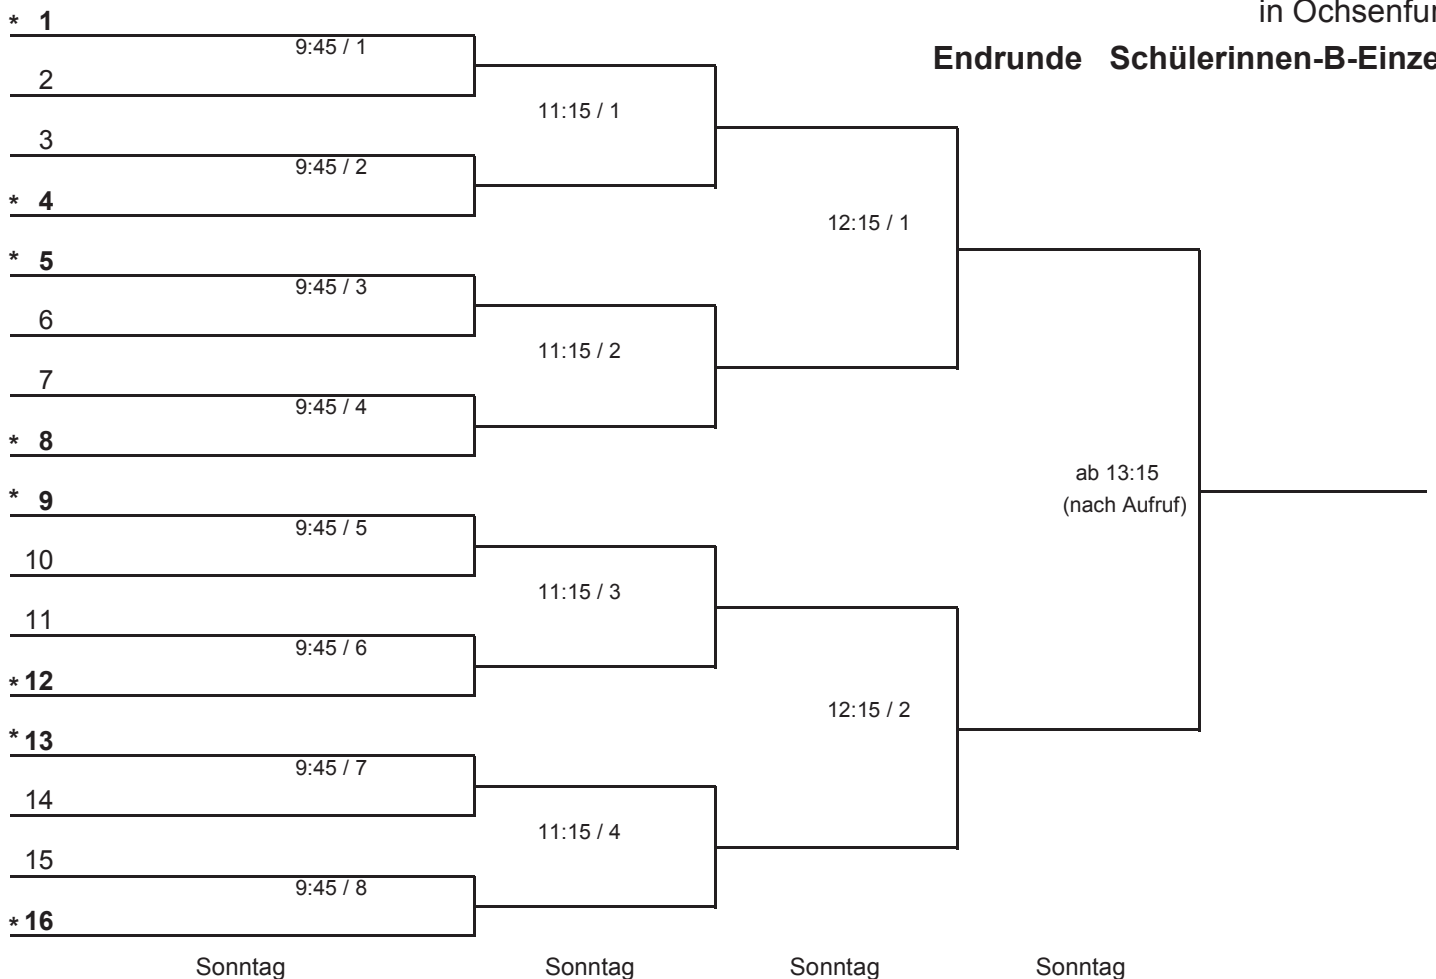 in Ochsenfur
Endrunde Schülerinnen-B-Einze
* 1
9:45 / 1
2
11:15 / 1
3
9:45 / 2
* 4
12:15 / 1
* 5
9:45 / 3
6
11:15 / 2
7
9:45 / 4
* 8
ab 13:15
(nach Aufruf)
* 9
9:45 / 5
10
11:15 / 3
11
9:45 / 6
* 12
12:15 / 2
* 13
9:45 / 7
14
11:15 / 4
15
9:45 / 8
* 16
Sonntag Sonntag Sonntag Sonntag